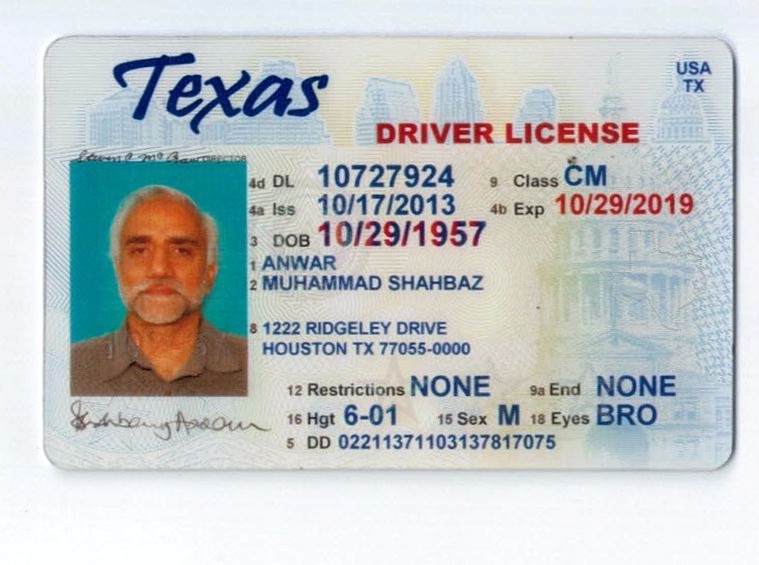 Texas
USA
TX
DRIVER LICENSE
DIRECTOR
4d DL 10727924 9 Class CM
4a Iss 10/17/2013 4b Exp 10/29/2019
3 DOB 10/29/1957
1 ANWAR
2 MUHAMMAD SHAHBAZ
8 1222 RIDGELEY DRIVE
HOUSTON TX 77055-0000
12 Restrictions NONE 9a End NONE
16 Hgt 6-01 15 Sex M 18 Eyes BRO
5 DD 02211371103137817075